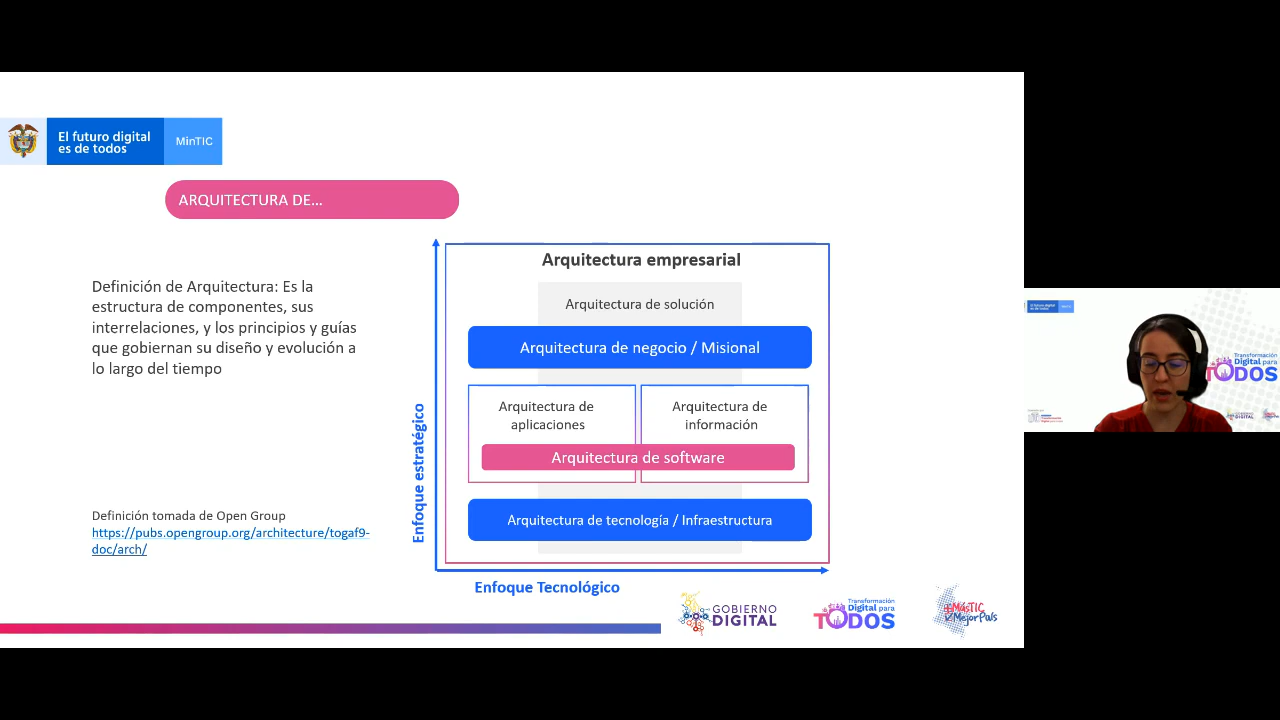 El futuro digital
es de todos
MinTIC
ARQUITECTURA DE...
Definición de Arquitectura: Es la
estructura de componentes, sus
interrelaciones, y los principios y guías
que gobiernan su diseño y evolución a
lo largo del tiempo
Definición tomada de Open Group
https://pubs.opengroup.org/architecture/togaf9-
doc/arch/
Enfoque estratégico
Arquitectura empresarial
Arquitectura de solución
Arquitectura de negocio / Misional
Arquitectura de
aplicaciones
Arquitectura de
información
Arquitectura de software
Arquitectura de tecnología / Infraestructura
Enfoque Tecnológico
GOBIERNO
DIGITAL
Transformación
Digital para
TODOS
+MásTIC
MejorPaís
Transformación
Digital para
TODOS